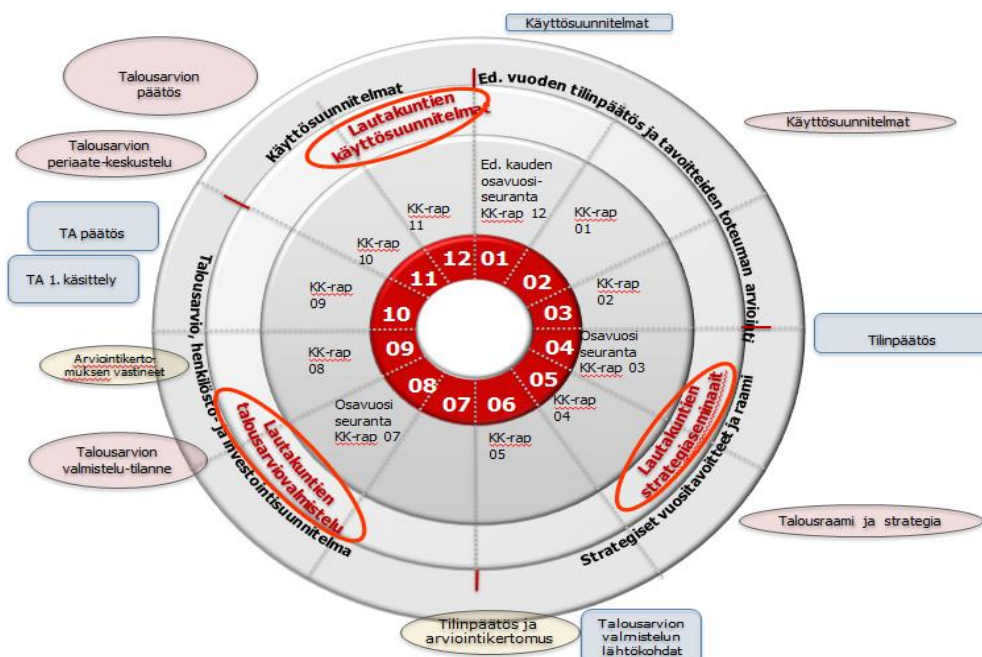 Käyttösuunnitelmat
Talousarvion
päätös
Talousarvion
periaate-keskustelu
TA päätös
TA 1. käsittely
Arviointikerto-
muksen vastineet
Talousarvion
valmistelu-tilanne
Käyttösuunnitelmat
Tilinpäätös
Talousraami ja strategia
Tilinpäätös ja
arviointikertomus
Talousarvion
valmistelun
lähtökohdat
Käyttösuunnitelmat
Ed. vuoden tilinpäätös ja tavoitteiden toteuman arviointi
Strategiset vuositavoitteet ja raami
Talousarvio, henkilöstö- ja investointisuunnitelma
Lautakuntien
käyttösuunnitelmat
Lautakuntien
strategiaseminaait
Lautakuntien
talousarviovalmistelu
Ed. kauden
osavuosi-
seuranta
KK-rap 12
KK-rap
01
KK-rap
02
Osavuosi
seuranta
KK-rap 03
KK-rap
04
KK-rap
05
Osavuosi
seuranta
KK-rap 07
KK-rap
08
KK-rap
09
KK-rap
10
KK-rap
11
01
02
03
04
05
06
07
08
09
10
11
12